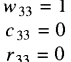 w₃₃ = 1
c₃₃ = 0
r₃₃ = 0